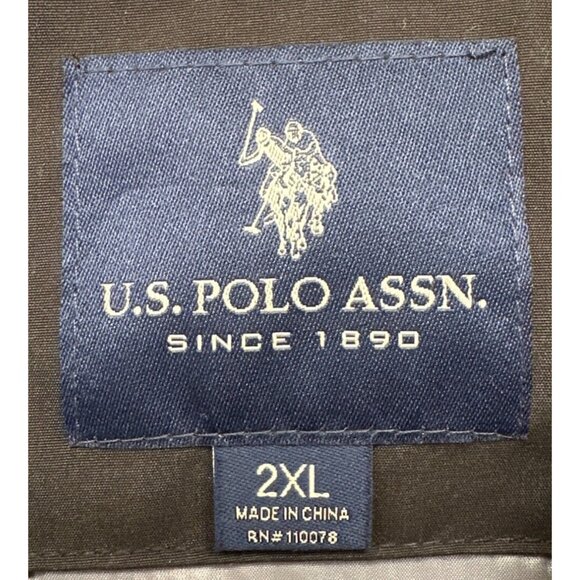 U.S. POLO ASSN.
SINCE 1890
2XL
MADE IN CHINA
RN#110078